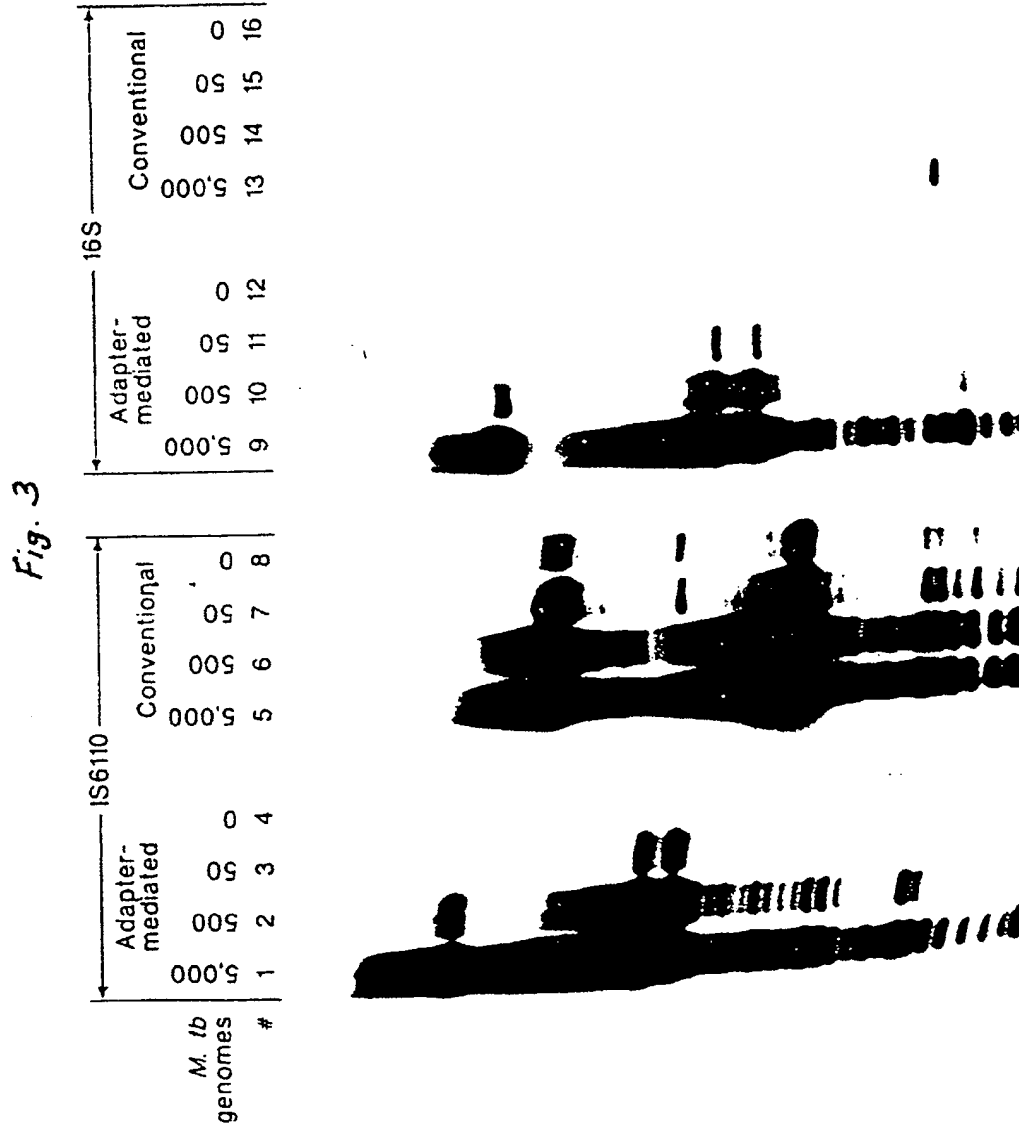 Fig. 3
IS6110 16S
Adapter-mediated Conventional Adapter-mediated Conventional
M. tb genomes 5,000 500 50 0 5,000 500 50 0 5,000 500 50 0 5,000 500 50 0
# 1 2 3 4 5 6 7 8 9 10 11 12 13 14 15 16